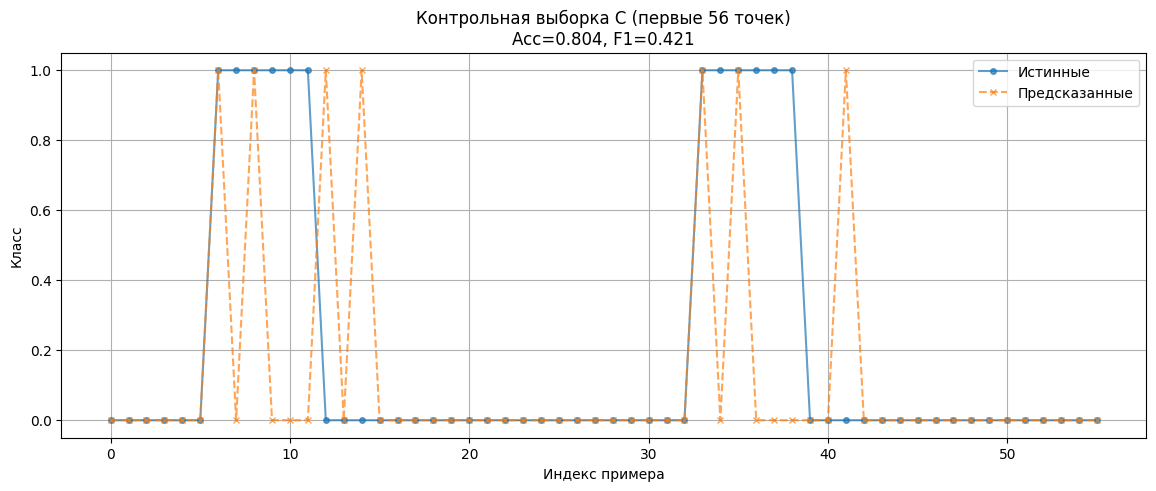 Контрольная выборка C (первые 56 точек)
Acc=0.804, F1=0.421
Истинные
Предсказанные
Класс
1.0
0.8
0.6
0.4
0.2
0.0
0 10 20 30 40 50
Индекс примера